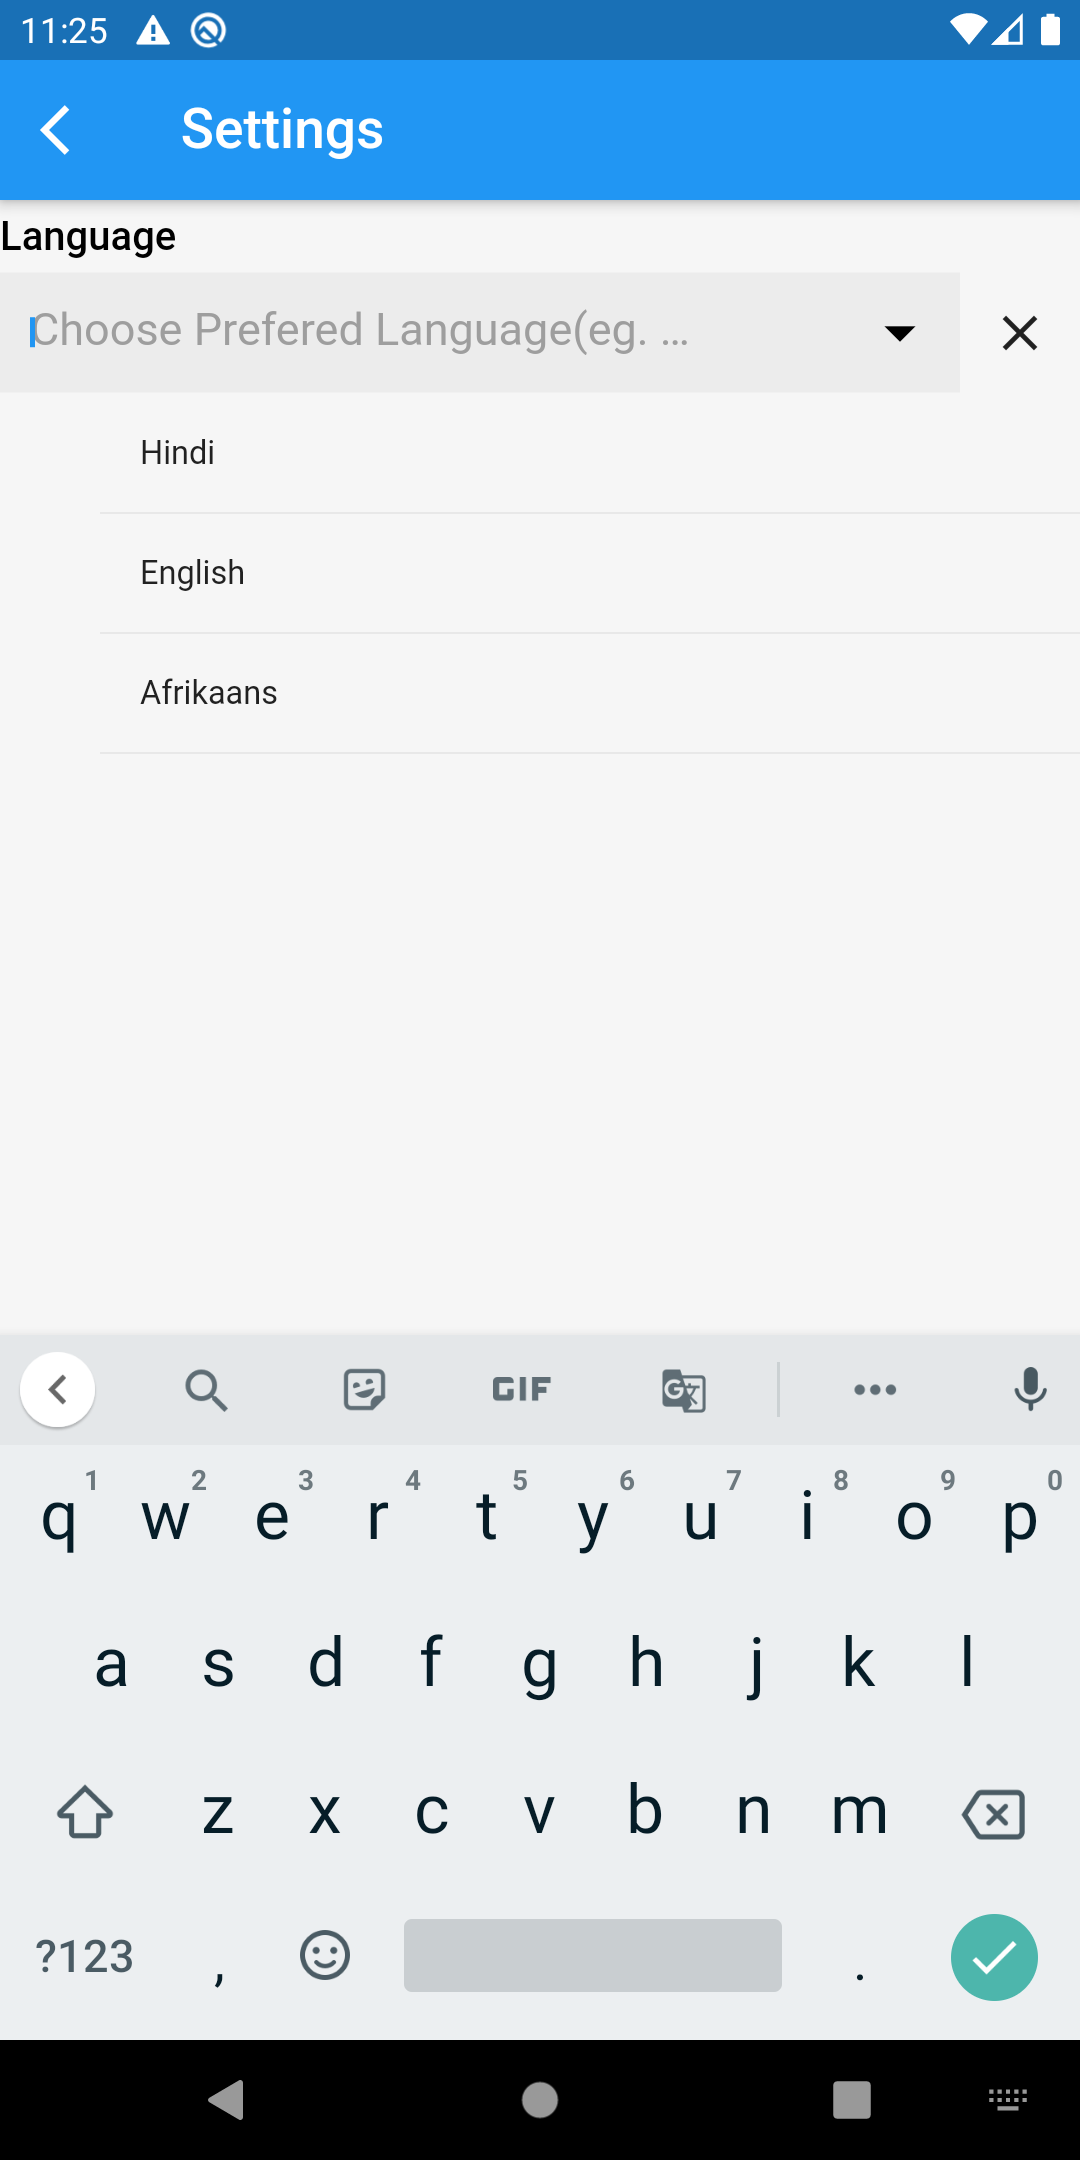 11:25
Settings
Language
Choose Prefered Language(eg. ...
Hindi
English
Afrikaans
GIF
G 文
1 2 3 4 5 6 7 8 9 0
q w e r t y u i o p
a s d f g h j k l
z x c v b n m
?123 , .